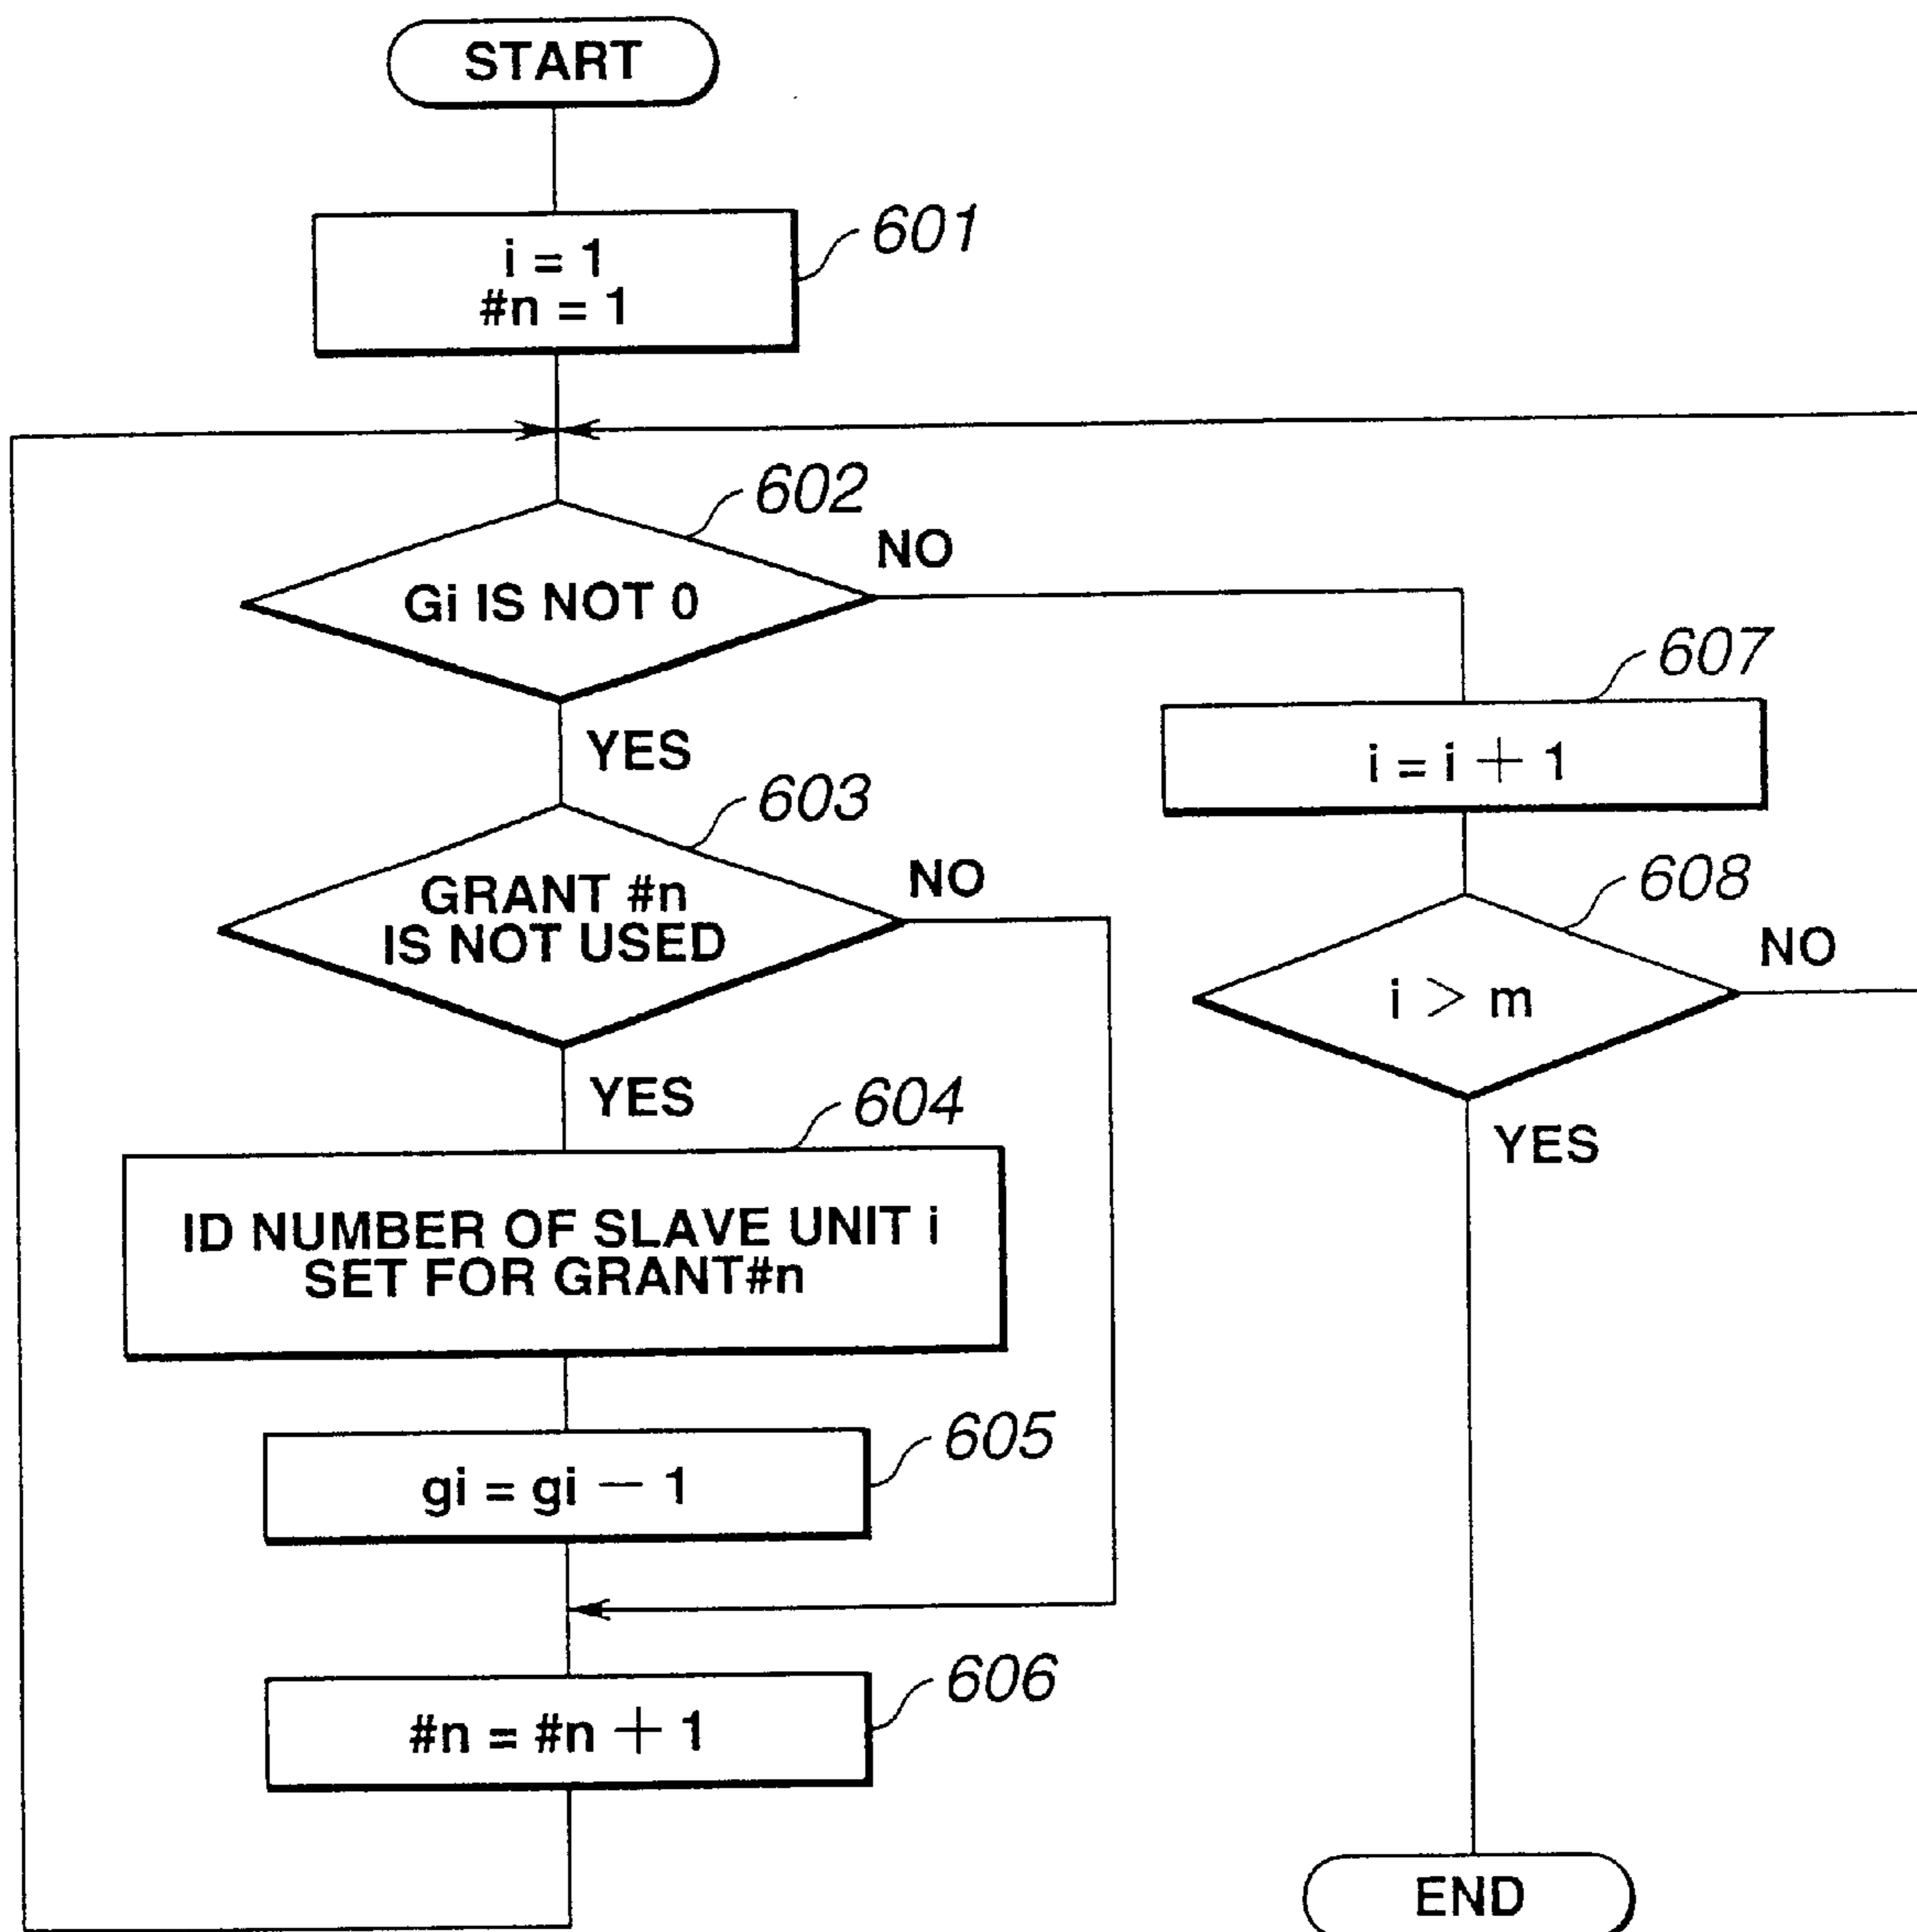 START
601
i = 1
#n = 1
602
NO
Gi IS NOT 0
YES
607
i = i + 1
603
NO
GRANT #n
IS NOT USED
608
NO
i > m
YES
YES
604
ID NUMBER OF SLAVE UNIT i
SET FOR GRANT#n
605
gi = gi − 1
606
#n = #n + 1
END